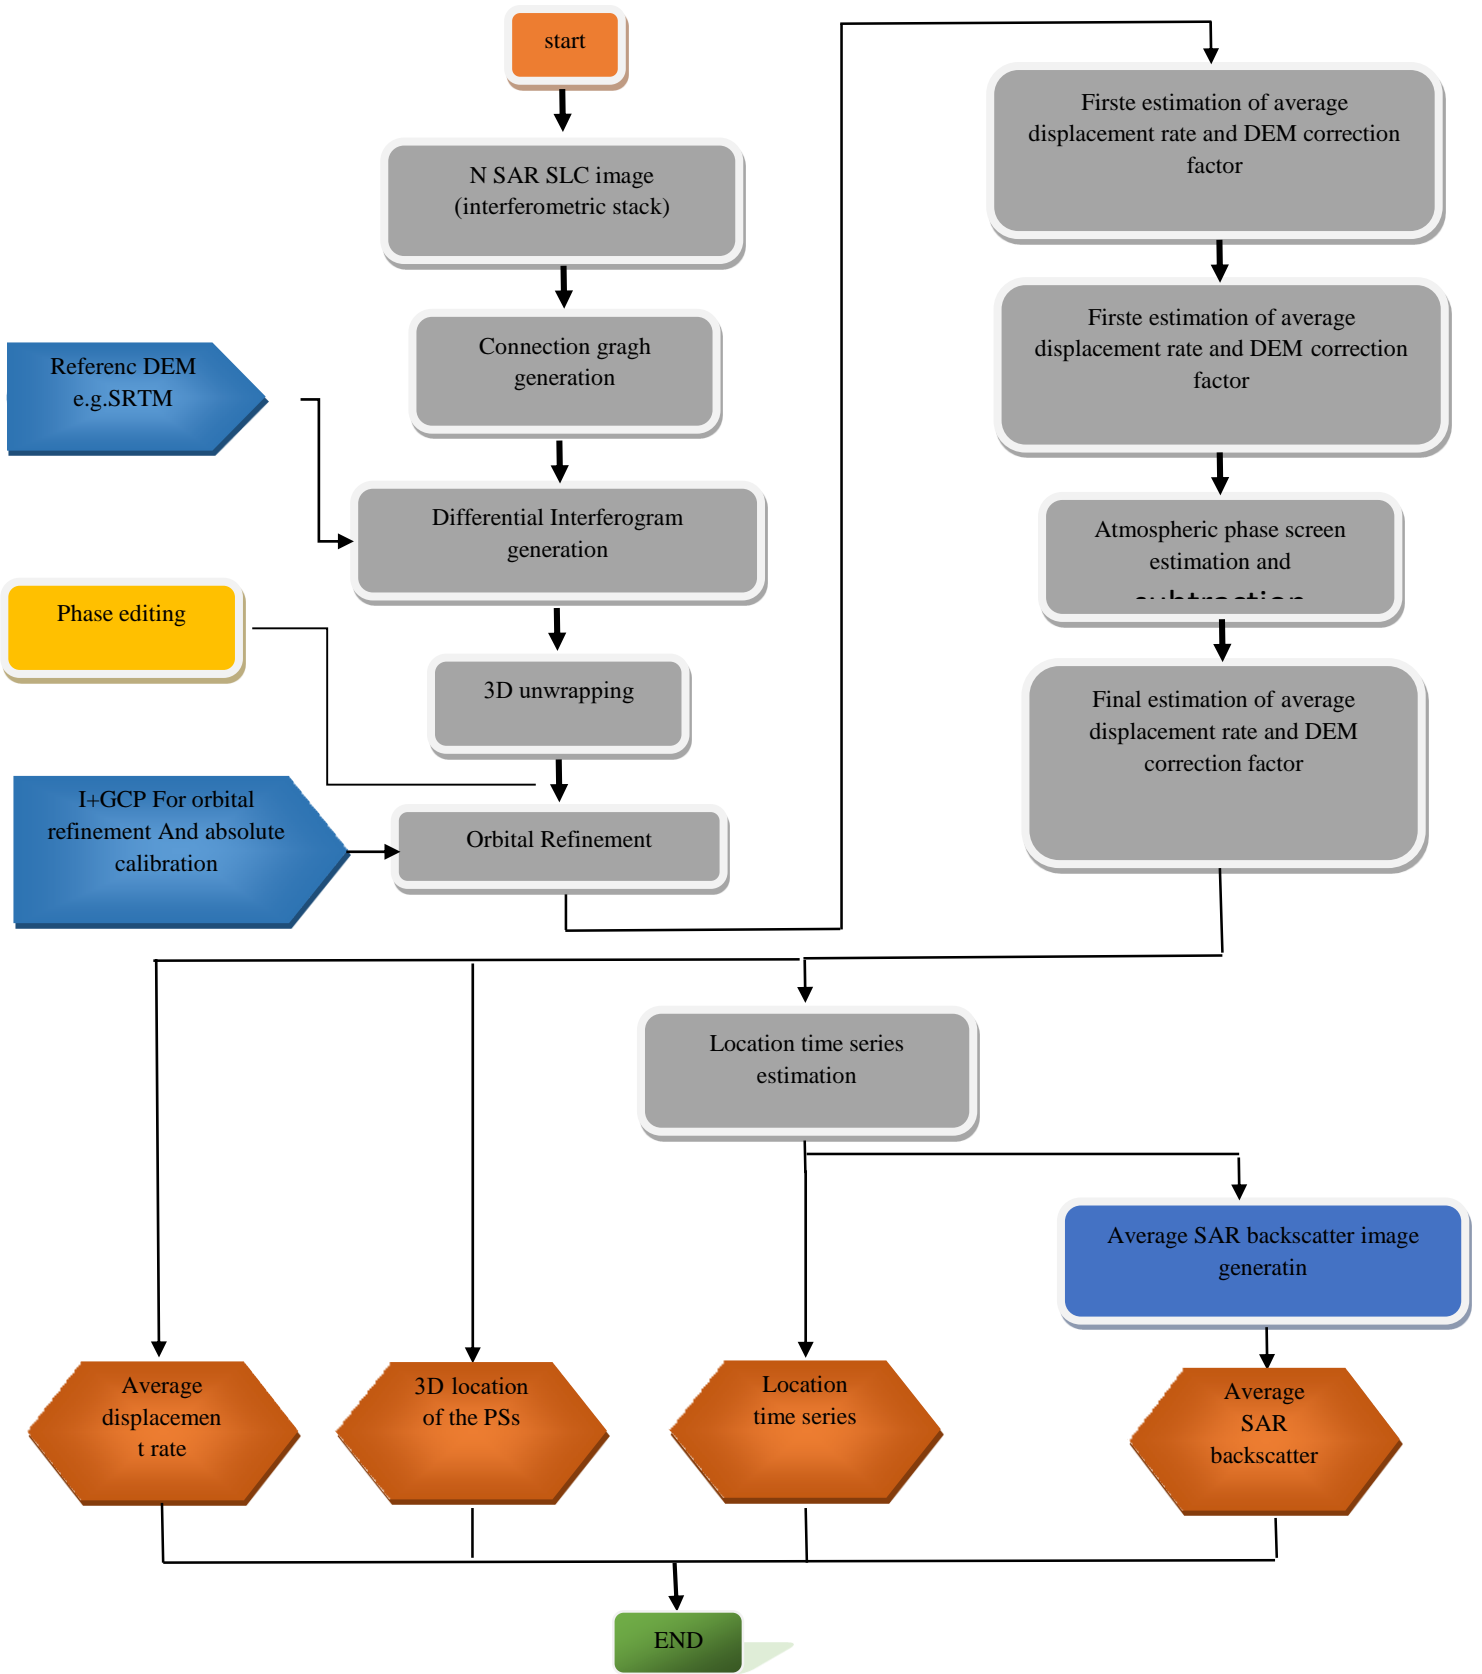 start
N SAR SLC image
(interferometric stack)
Connection gragh
generation
Referenc DEM
e.g.SRTM
Differential Interferogram
generation
Phase editing
3D unwrapping
I+GCP For orbital
refinement And absolute
calibration
Orbital Refinement
Firste estimation of average
displacement rate and DEM correction
factor
Firste estimation of average
displacement rate and DEM correction
factor
Atmospheric phase screen
estimation and
subtraction
Final estimation of average
displacement rate and DEM
correction factor
Location time series
estimation
Average SAR backscatter image
generatin
Average
displacemen
t rate
3D location
of the PSs
Location
time series
Average
SAR
backscatter
END